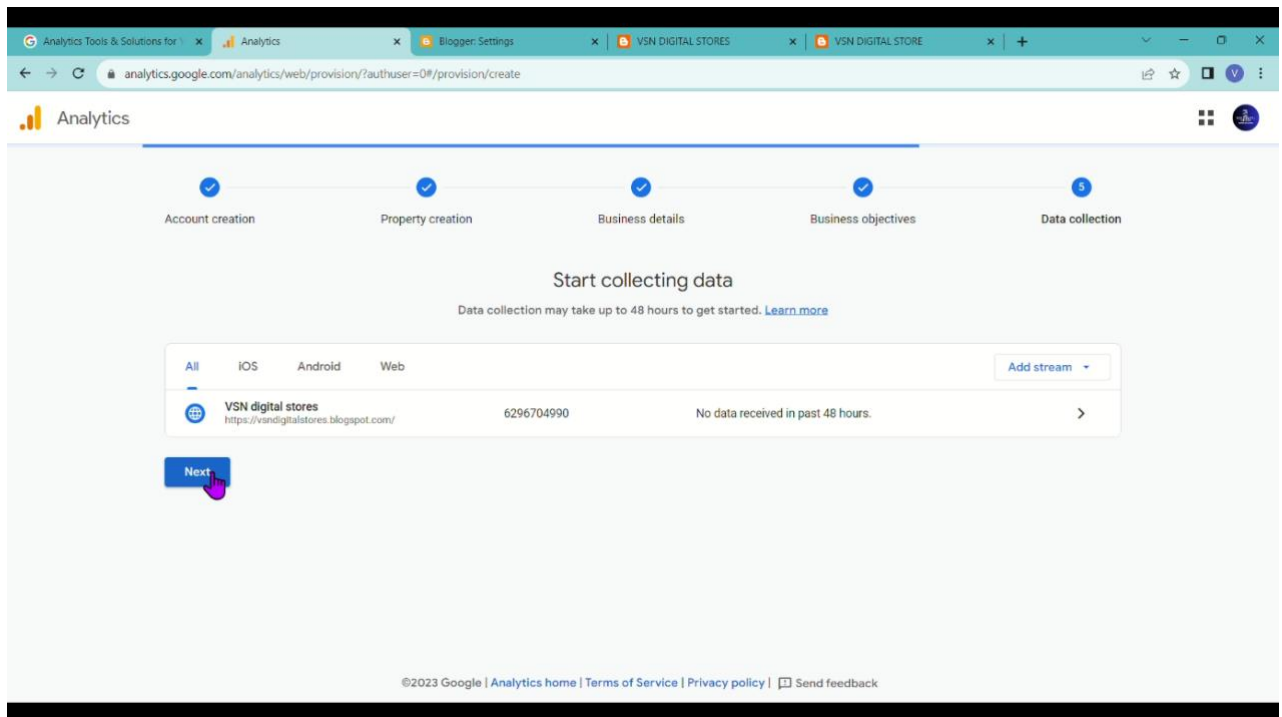 Analytics Tools & Solutions for
Analytics
Blogger: Settings
VSN DIGITAL STORES
VSN DIGITAL STORE
analytics.google.com/analytics/web/provision/?authuser=0#/provision/create
V
Analytics
5
Account creation
Property creation
Business details
Business objectives
Data collection
Start collecting data
Data collection may take up to 48 hours to get started. Learn more
All
iOS
Android
Web
Add stream
VSN digital stores
https://vsndigitalstores.blogspot.com/
6296704990
No data received in past 48 hours.
Next
©2023 Google | Analytics home | Terms of Service | Privacy policy | Send feedback